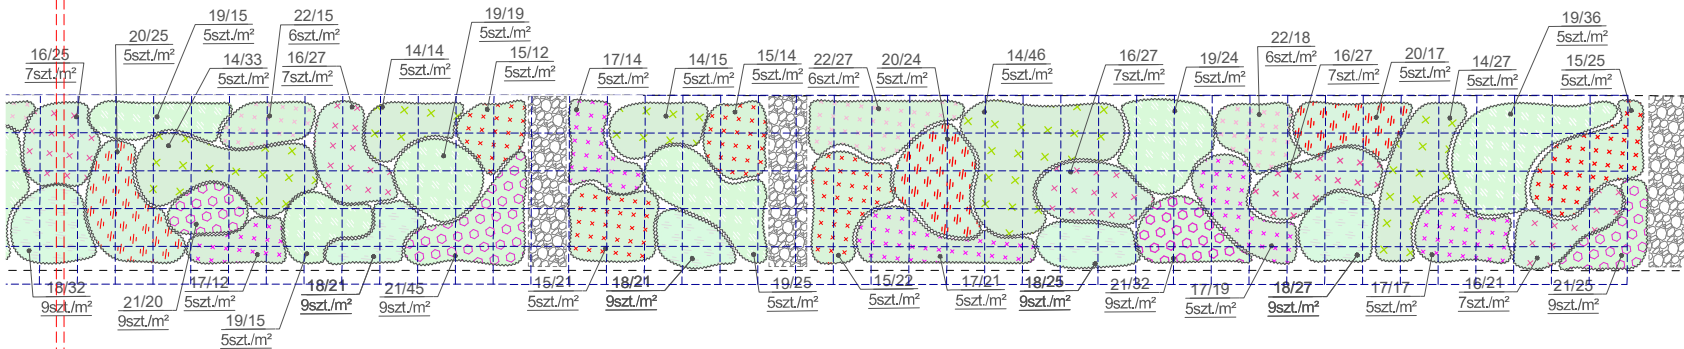 16/25
7szt./m²
20/25
5szt./m²
19/15
5szt./m²
14/33
5szt./m²
22/15
6szt./m²
16/27
7szt./m²
14/14
5szt./m²
19/19
5szt./m²
15/12
5szt./m²
17/14
5szt./m²
14/15
5szt./m²
15/14
5szt./m²
22/27
6szt./m²
20/24
5szt./m²
14/46
5szt./m²
16/27
7szt./m²
19/24
5szt./m²
22/18
6szt./m²
16/27
7szt./m²
20/17
5szt./m²
14/27
5szt./m²
19/36
5szt./m²
15/25
5szt./m²
18/32
9szt./m²
21/20
9szt./m²
17/12
5szt./m²
19/15
5szt./m²
18/21
9szt./m²
21/45
9szt./m²
15/21
5szt./m²
18/21
9szt./m²
19/25
5szt./m²
15/22
5szt./m²
17/21
5szt./m²
18/25
9szt./m²
21/32
9szt./m²
17/19
5szt./m²
18/27
9szt./m²
17/17
5szt./m²
16/21
7szt./m²
21/25
9szt./m²